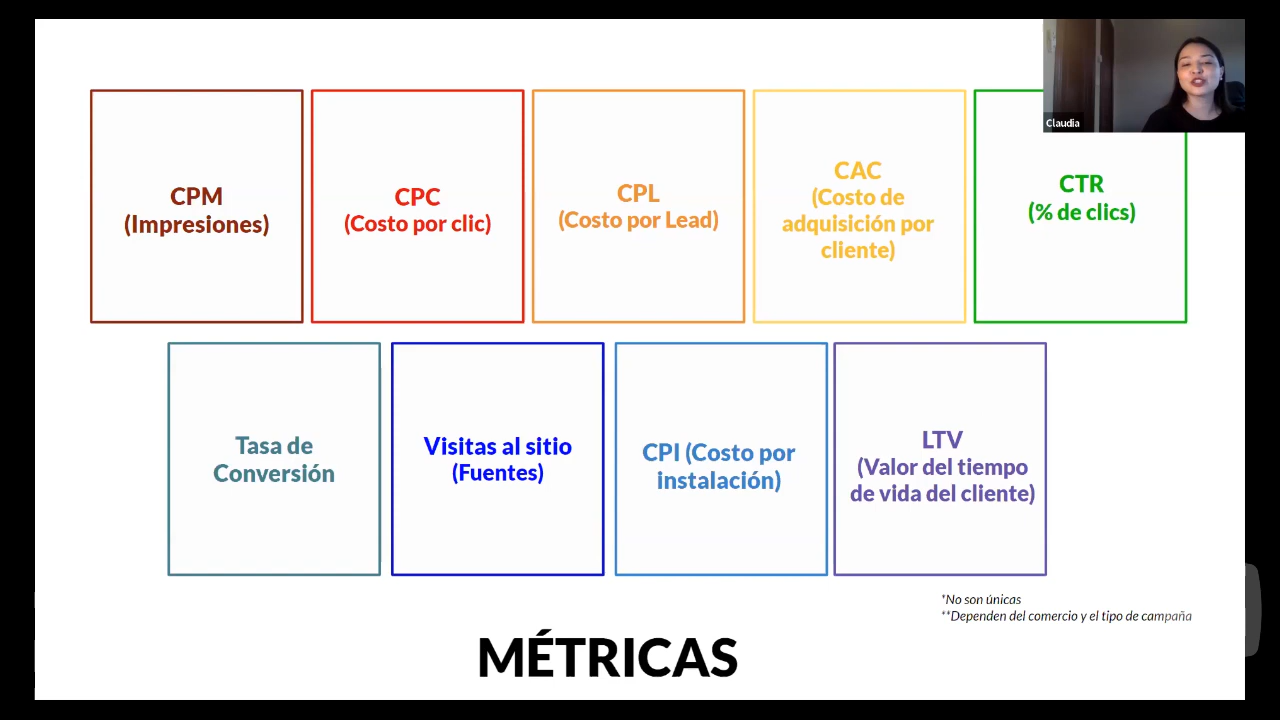 Claudia
CPM
(Impresiones)
CPC
(Costo por clic)
CPL
(Costo por Lead)
CAC
(Costo de
adquisición por
cliente)
CTR
(% de clics)
Tasa de
Conversión
Visitas al sitio
(Fuentes)
CPI (Costo por
instalación)
LTV
(Valor del tiempo
de vida del cliente)
*No son únicas
**Dependen del comercio y el tipo de campaña
MÉTRICAS